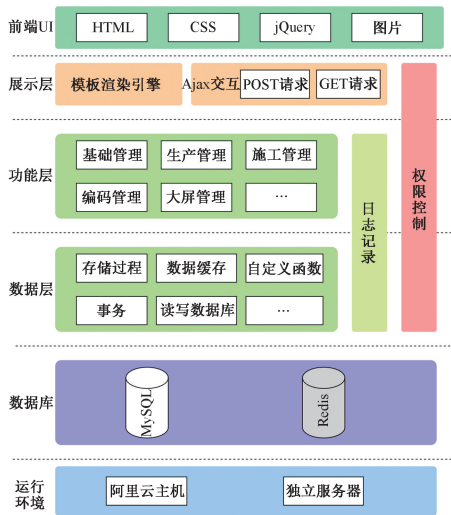 前端UI
HTML
CSS
jQuery
图片
展示层
模板渲染引擎
Ajax交互
POST请求
GET请求
功能层
基础管理
生产管理
施工管理
编码管理
大屏管理
…
日志记录
权限控制
数据层
存储过程
数据缓存
自定义函数
事务
读写数据库
…
数据库
MySQL
Redis
运行
环境
阿里云主机
独立服务器